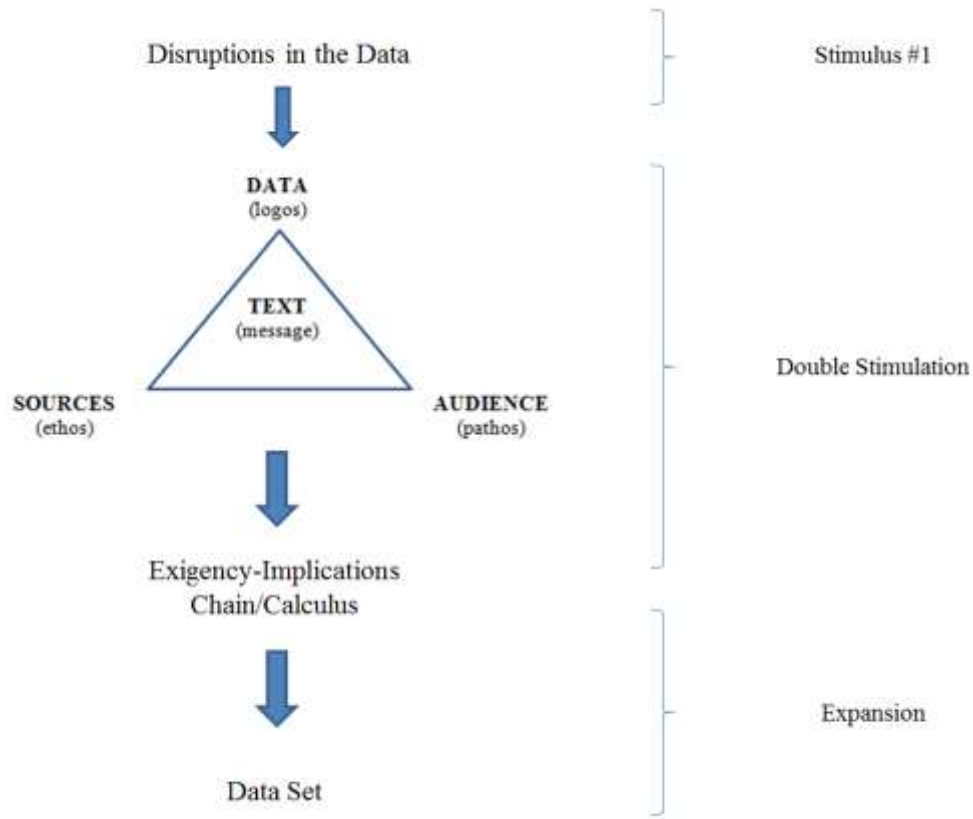 Disruptions in the Data
Stimulus #1
DATA
(logos)
TEXT
(message)
Double Stimulation
SOURCES
(ethos)
AUDIENCE
(pathos)
Exigency-Implications
Chain/Calculus
Expansion
Data Set